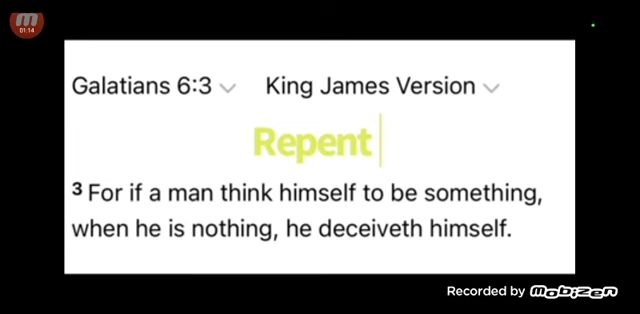 m
01:14
Galatians 6:3 King James Version
Repent
3 For if a man think himself to be something,
when he is nothing, he deceiveth himself.
Recorded by Mobizen